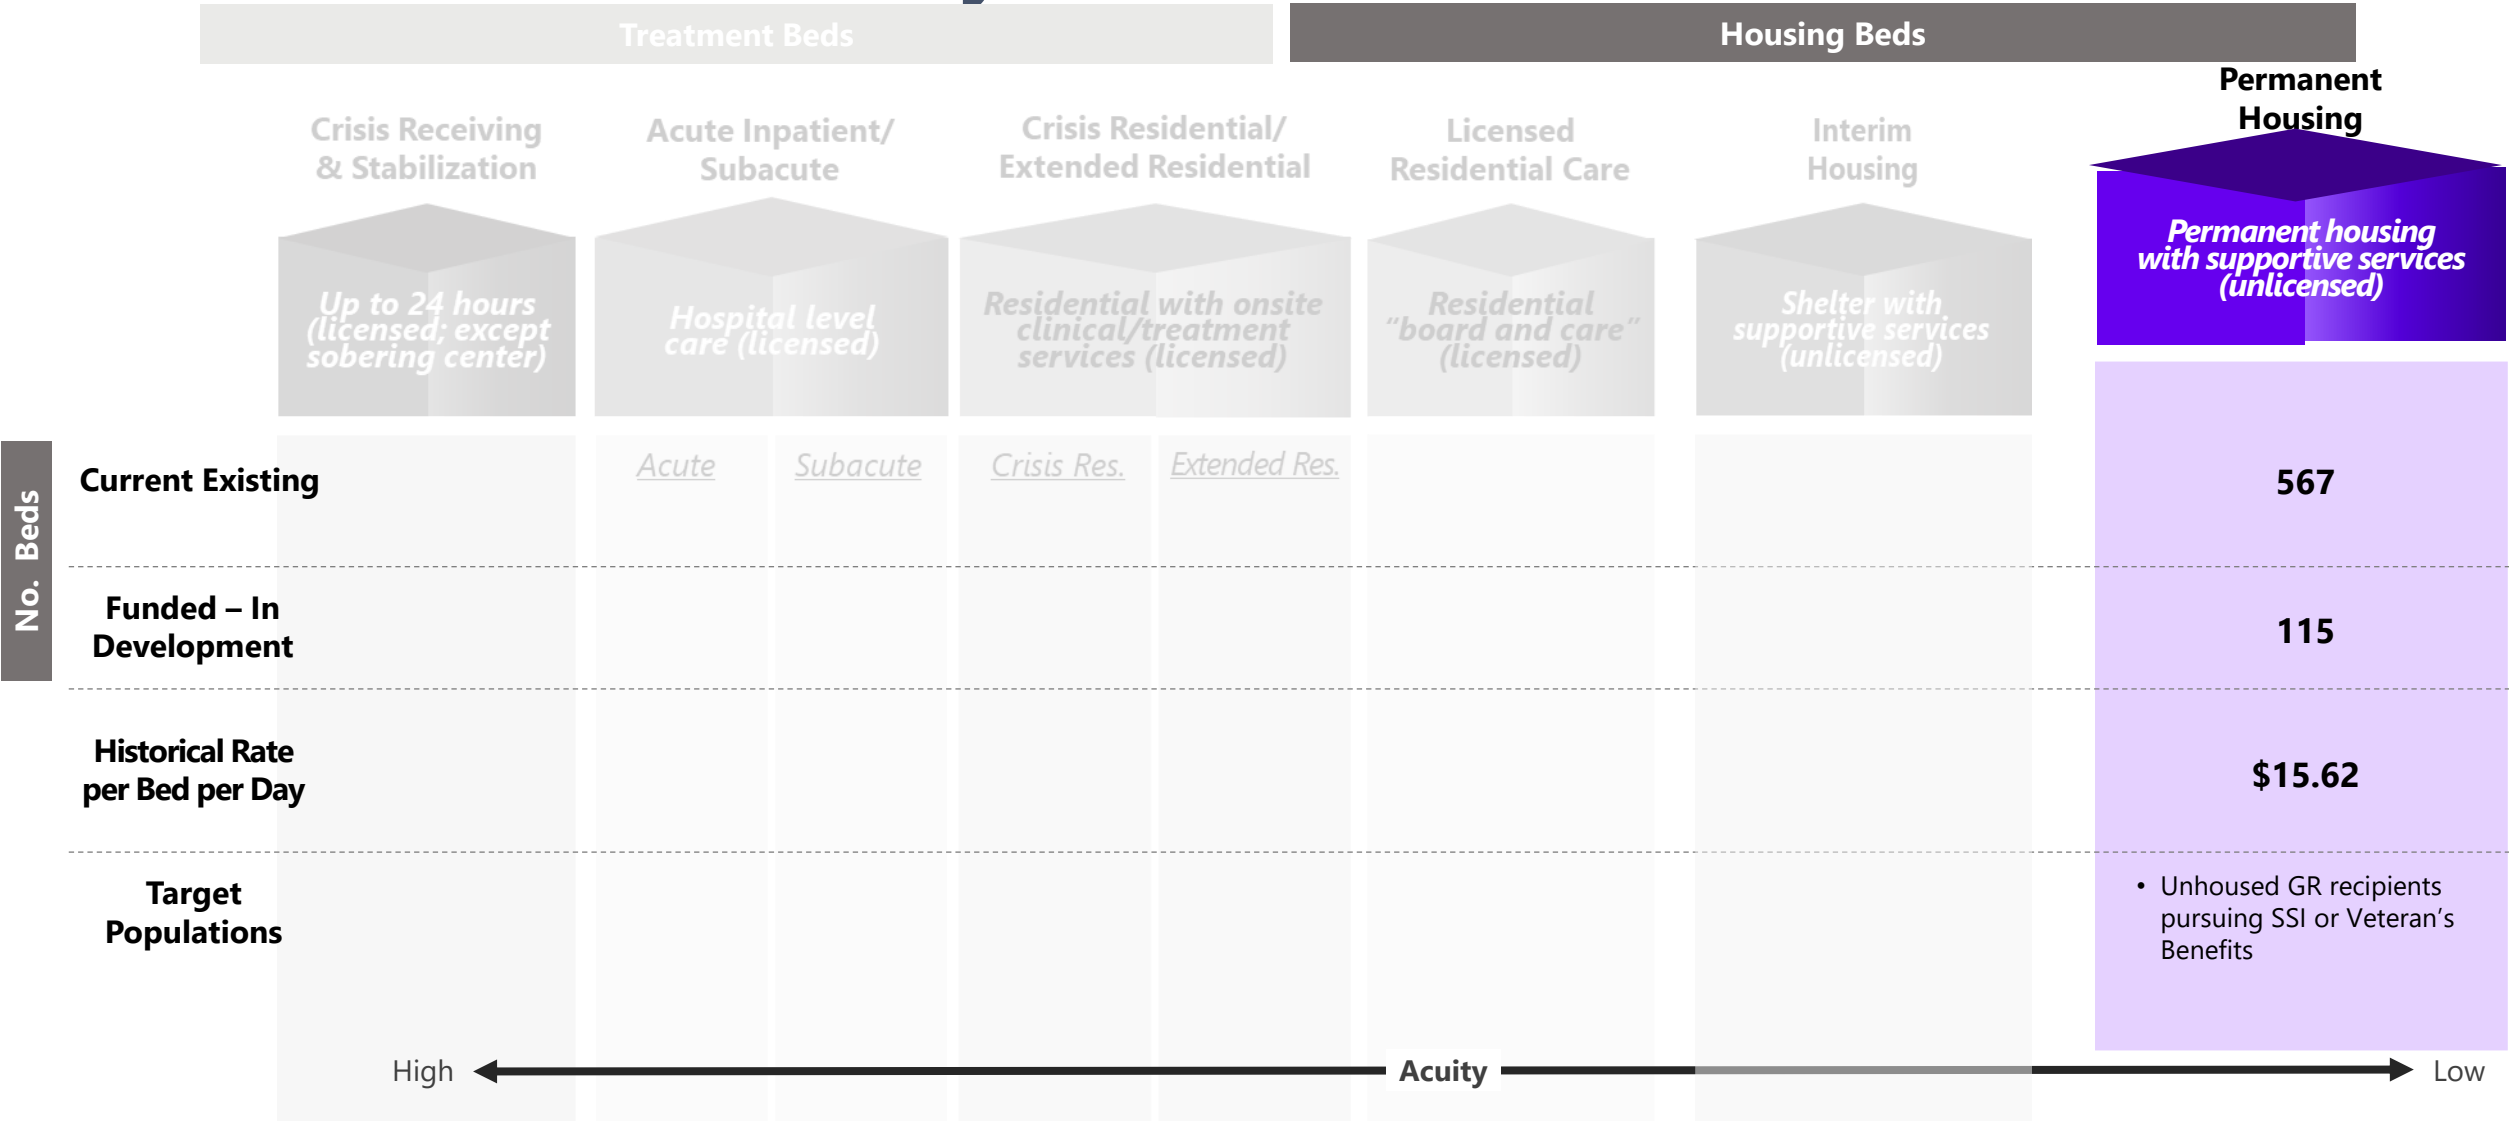 Treatment Beds
Housing Beds
Crisis Receiving
& Stabilization
Acute Inpatient/
Subacute
Crisis Residential/
Extended Residential
Licensed
Residential Care
Interim
Housing
Permanent
Housing
Up to 24 hours
(licensed; except
sobering center)
Hospital level
care (licensed)
Residential with onsite
clinical/treatment
services (licensed)
Residential
"board and care"
(licensed)
Shelter with
supportive services
(unlicensed)
Permanent housing
with supportive services
(unlicensed)
No. Beds
Acute
Subacute
Crisis Res.
Extended Res.
Current Existing
567
Funded – In
Development
115
Historical Rate
per Bed per Day
$15.62
Target
Populations
• Unhoused GR recipients
pursuing SSI or Veteran’s
Benefits
High
Acuity
Low